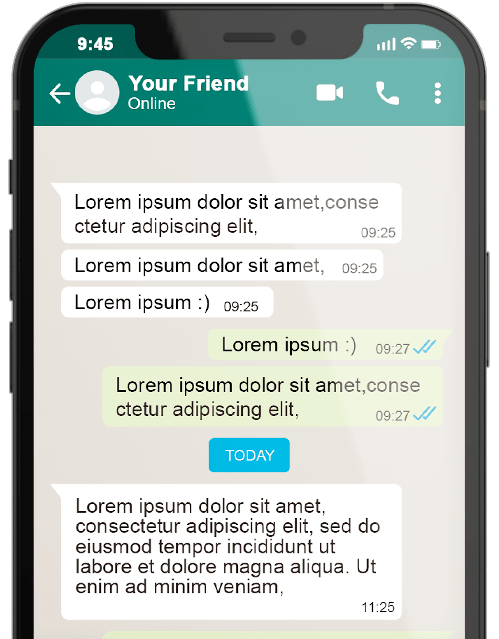 9:45
Your Friend
Online
Lorem ipsum dolor sit amet,conse
ctetur adipiscing elit,
09:25
Lorem ipsum dolor sit amet,
09:25
Lorem ipsum :)
09:25
Lorem ipsum :)
09:27
Lorem ipsum dolor sit amet,conse
ctetur adipiscing elit,
09:27
TODAY
Lorem ipsum dolor sit amet,
consectetur adipiscing elit, sed do
eiusmod tempor incididunt ut
labore et dolore magna aliqua. Ut
enim ad minim veniam,
11:25